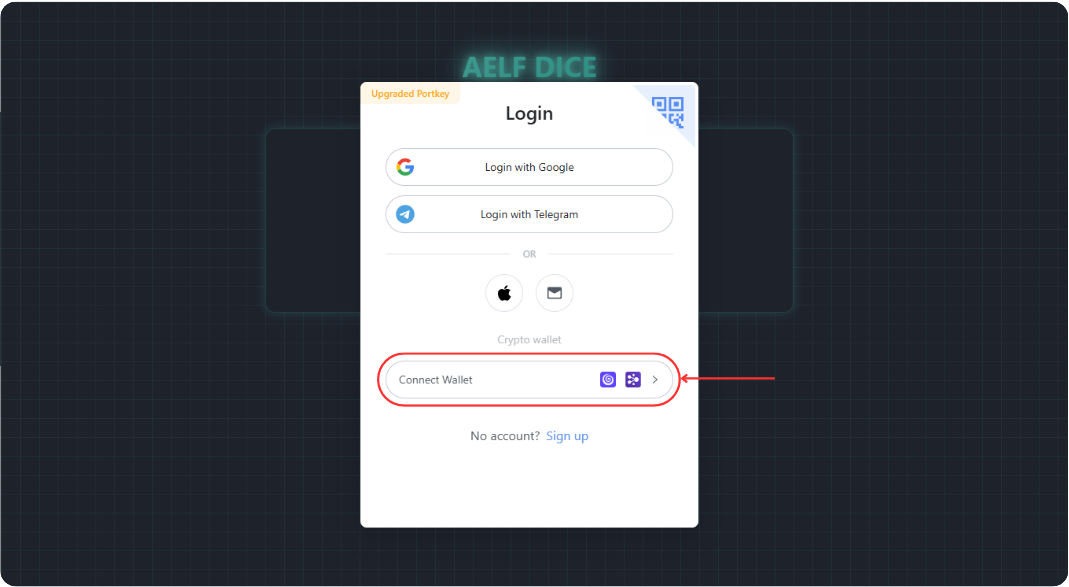 AELF DICE
Upgraded Portkey
Login
Login with Google
Login with Telegram
OR
Crypto wallet
Connect Wallet
No account? Sign up